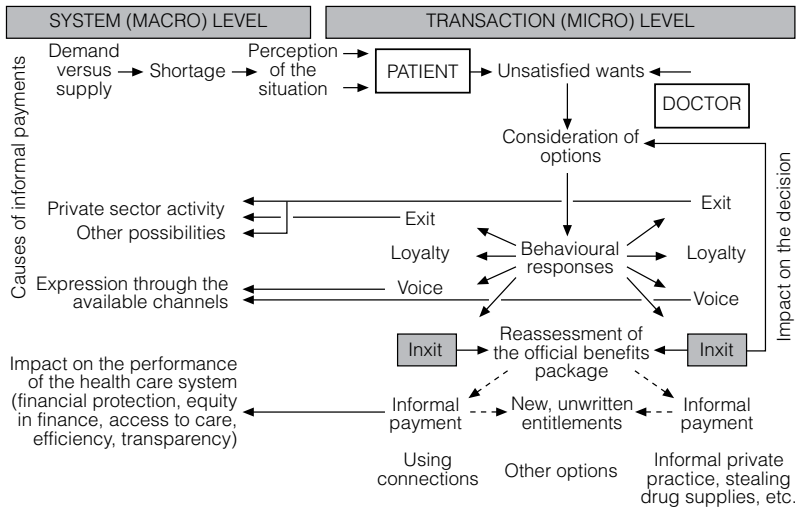 SYSTEM (MACRO) LEVEL
TRANSACTION (MICRO) LEVEL
Causes of informal payments
Demand
versus
supply
Shortage
Perception
of the
situation
PATIENT
Unsatisfied wants
DOCTOR
Consideration of
options
Impact on the decision
Private sector activity
Other possibilities
Exit
Exit
Loyalty
Behavioural
responses
Loyalty
Expression through the
available channels
Voice
Voice
Inxit
Reassessment of
the official benefits
package
Inxit
Impact on the performance
of the health care system
(financial protection, equity
in finance, access to care,
efficiency, transparency)
Informal
payment
New, unwritten
entitlements
Informal
payment
Using
connections
Other options
Informal private
practice, stealing
drug supplies, etc.